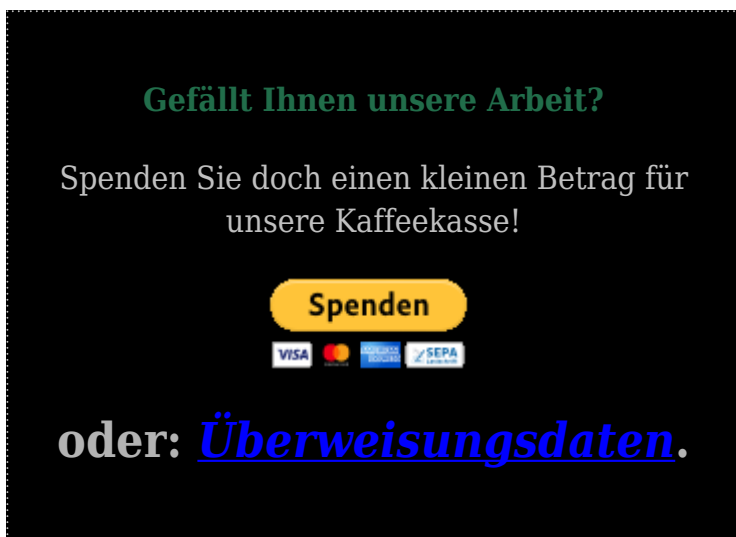 Gefällt Ihnen unsere Arbeit?
Spenden Sie doch einen kleinen Betrag für
unsere Kaffeekasse!
Spenden
VISA SEPA
oder: Überweisungsdaten.